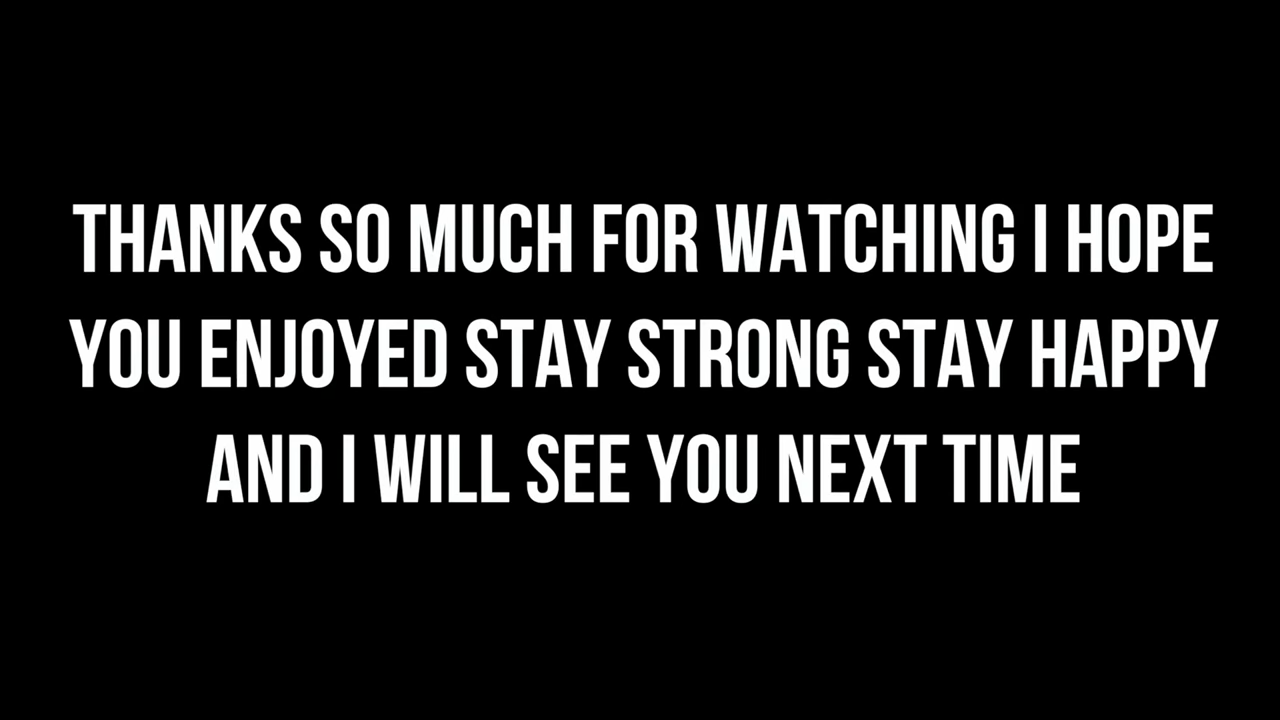 THANKS SO MUCH FOR WATCHING I HOPE
YOU ENJOYED STAY STRONG STAY HAPPY
AND I WILL SEE YOU NEXT TIME